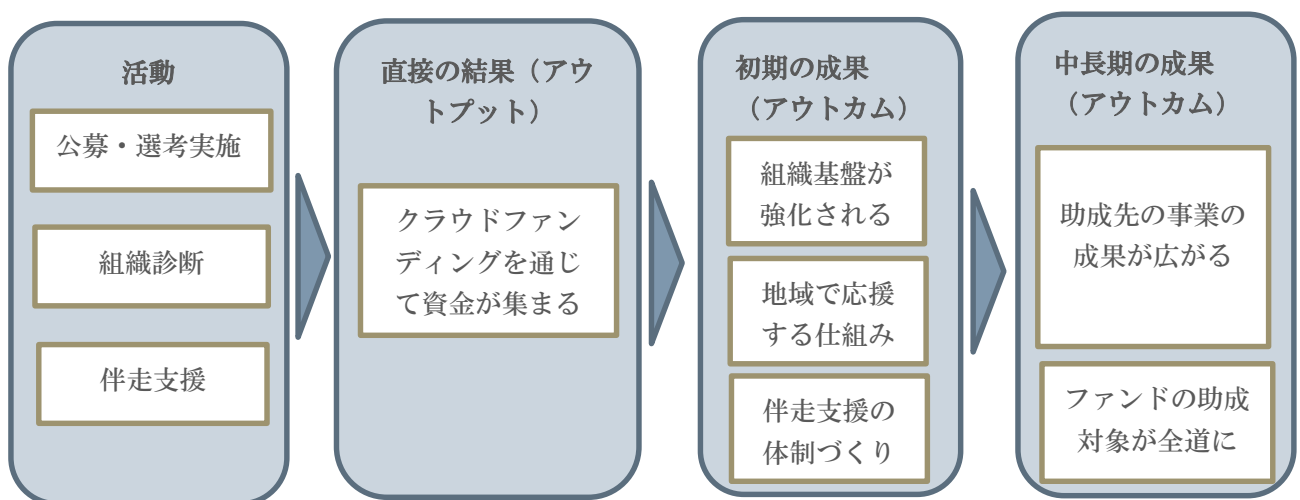 活動
公募・選考実施
組織診断
伴走支援
直接の結果（アウ
トプット）
クラウドファン
ディングを通じ
て資金が集まる
初期の成果
（アウトカム）
組織基盤が
強化される
地域で応援
する仕組み
伴走支援の
体制づくり
中長期の成果
（アウトカム）
助成先の事業の
成果が広がる
ファンドの助成
対象が全道に